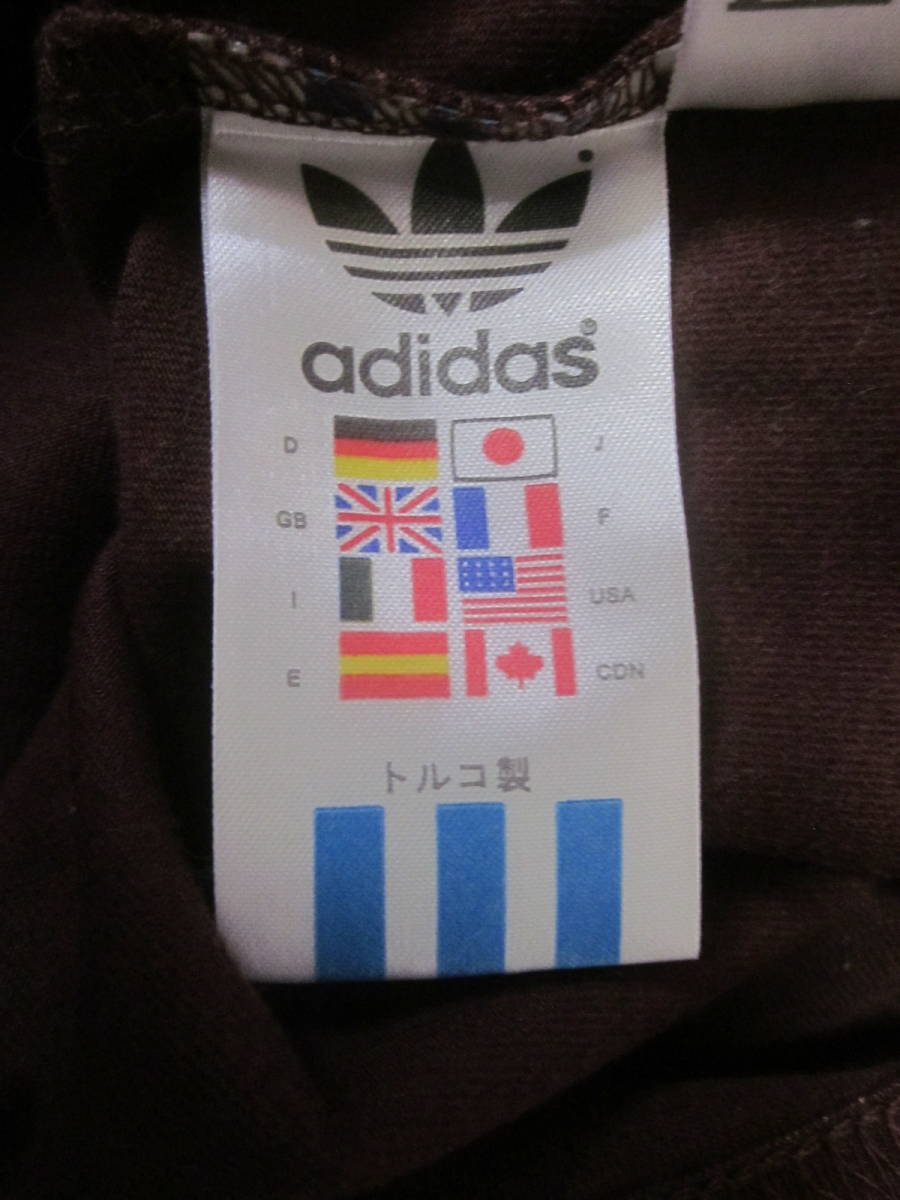 adidas®
D J
GB F
I USA
E CDN
トルコ製